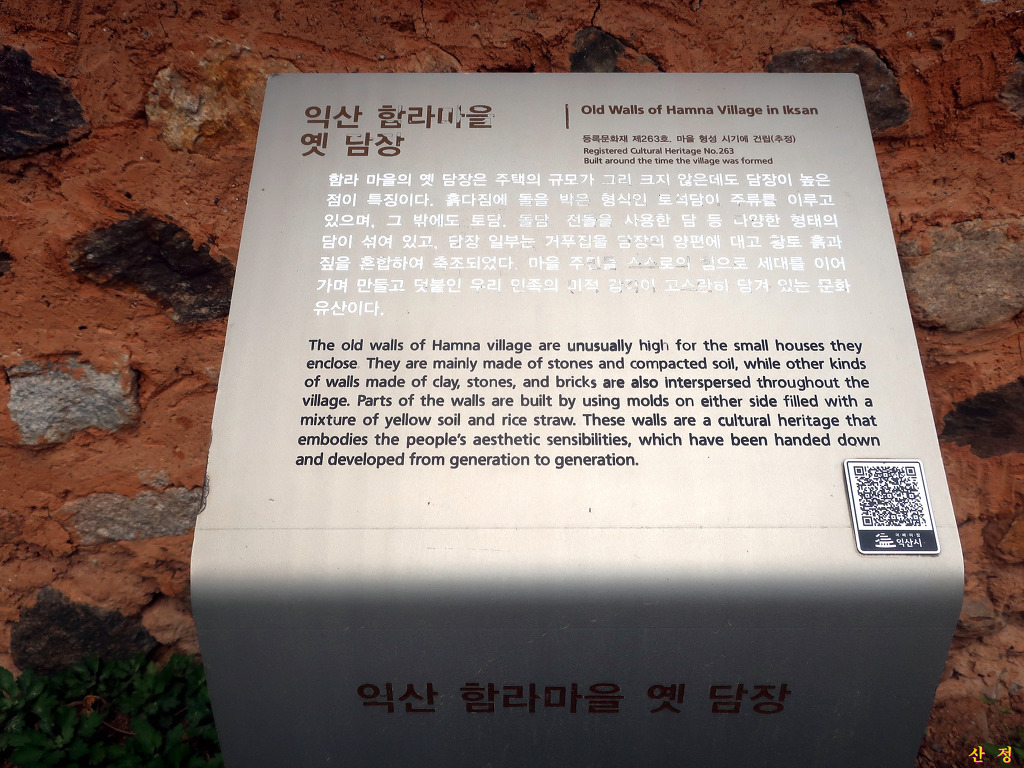 익산 함라마을
옛 담장
Old Walls of Hamna Village in Iksan
등록문화재 제263호, 마을 형성 시기에 건립(추정)
Registered Cultural Heritage No.263
Built around the time the village was formed
함라 마을의 옛 담장은 주택의 규모가 그리 크지 않은데도 담장이 높은
점이 특징이다. 흙다짐에 돌을 박은 형식인 토석담이 주류를 이루고
있으며, 그 밖에도 토담, 돌담, 전돌을 사용한 담 등 다양한 형태의
담이 섞여 있고, 담장 일부는 거푸집을 담장의 양편에 대고 황토 흙과
짚을 혼합하여 축조되었다. 마을 주민들 스스로의 힘으로 세대를 이어
가며 만들고 덧붙인 우리 민족의 미적 감각이 고스란히 담겨 있는 문화
유산이다.
The old walls of Hamna village are unusually high for the small houses they
enclose. They are mainly made of stones and compacted soil, while other kinds
of walls made of clay, stones, and bricks are also interspersed throughout the
village. Parts of the walls are built by using molds on either side filled with a
mixture of yellow soil and rice straw. These walls are a cultural heritage that
embodies the people's aesthetic sensibilities, which have been handed down
and developed from generation to generation.
익산시
익산 함라마을 옛 담장
산 정